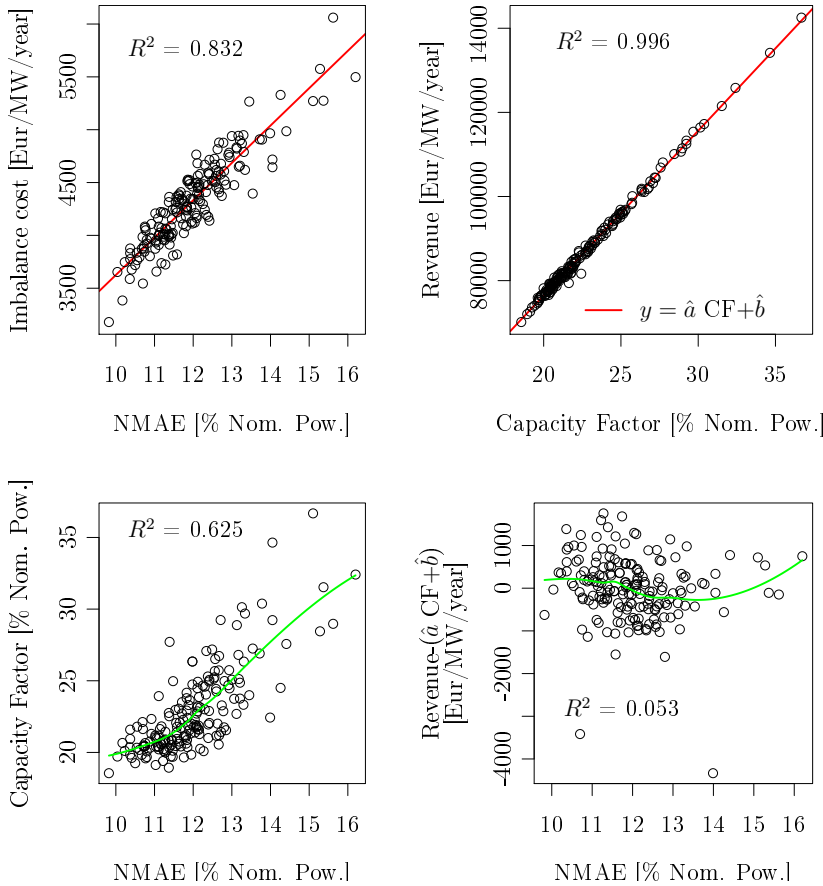 R² = 0.832
Imbalance cost [Eur/MW/year]
3500 4500 5500
10 11 12 13 14 15 16
NMAE [% Nom. Pow.]
R² = 0.996
Revenue [Eur/MW/year]
80000 100000 120000 140000
y = â CF+b̂
20 25 30 35
Capacity Factor [% Nom. Pow.]
R² = 0.625
Capacity Factor [% Nom. Pow.]
20 25 30 35
10 11 12 13 14 15 16
NMAE [% Nom. Pow.]
R² = 0.053
Revenue-(â CF+b̂)
[Eur/MW/year]
-4000 -2000 0 1000
10 11 12 13 14 15 16
NMAE [% Nom. Pow.]